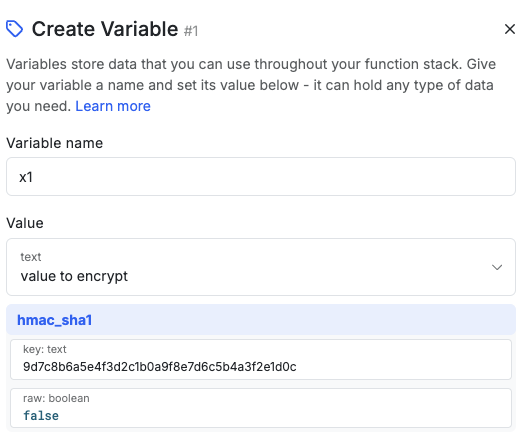 Create Variable #1
Variables store data that you can use throughout your function stack. Give
your variable a name and set its value below - it can hold any type of data
you need. Learn more
Variable name
x1
Value
text
value to encrypt
hmac_sha1
key: text
9d7c8b6a5e4f3d2c1b0a9f8e7d6c5b4a3f2e1d0c
raw: boolean
false